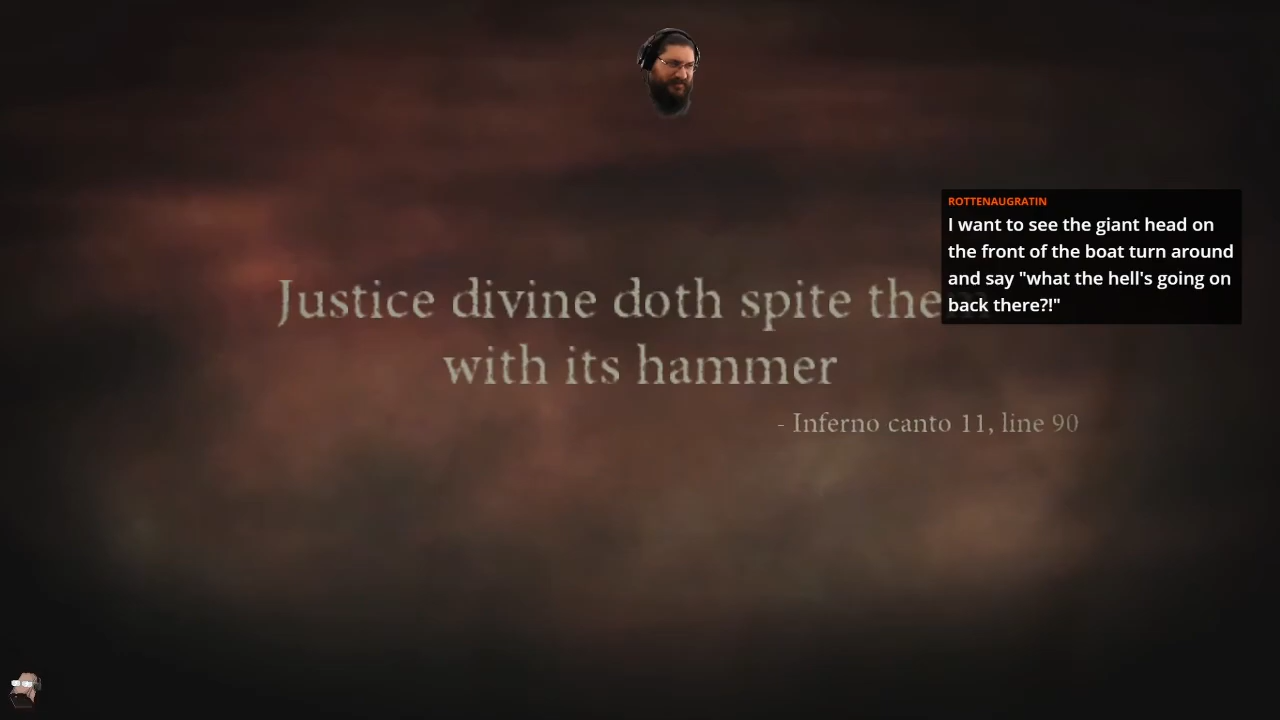 ROTTENAUGRATIN
I want to see the giant head on
the front of the boat turn around
and say "what the hell's going on
back there?!"
Justice divine doth spite
with its hammer
- Inferno canto 11, line 90